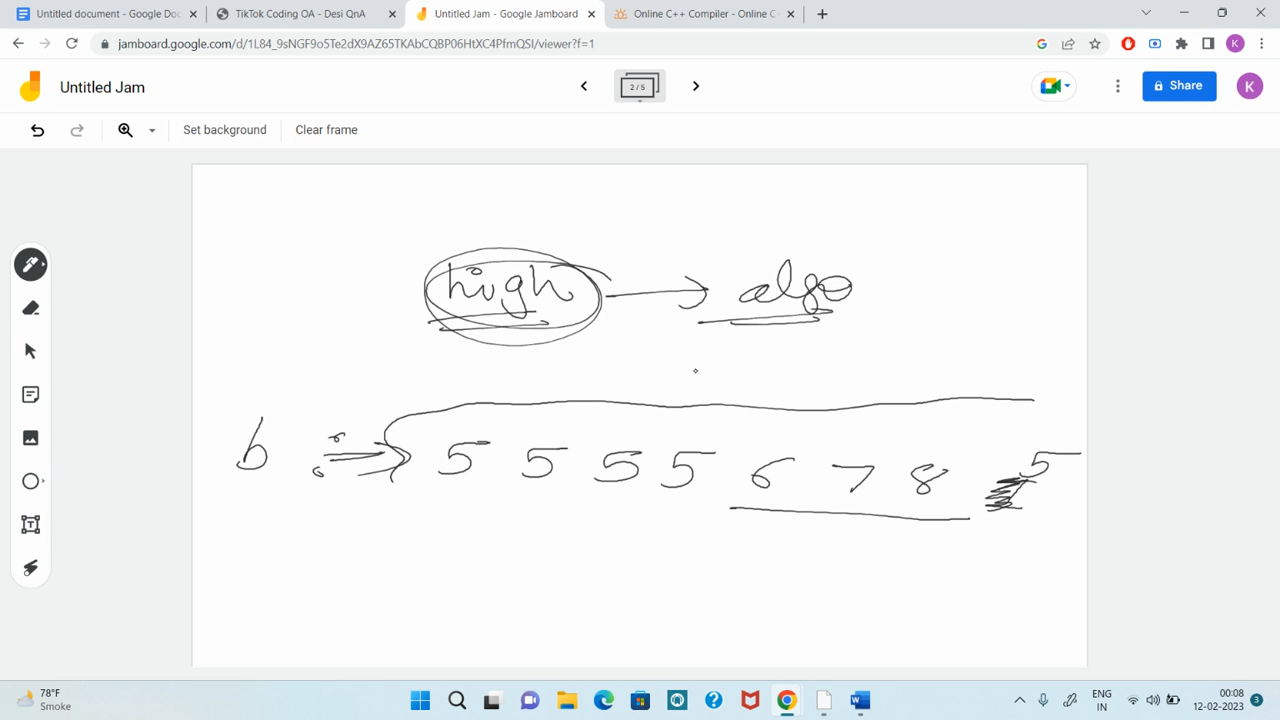 Untitled document - Google Doc
TikTok Coding OA - Desi QnA
Untitled Jam - Google Jamboard
Online C++ Compiler - Online C
jamboard.google.com/d/1L84_9sNGF9o5Te2dX9AZ65TKAbCQBP06HtXC4PfmQSI/viewer?f=1
K
Untitled Jam
2 / 5
Share
K
Set background
Clear frame
high → algo
b ⇒ 5 5 5 5 6 7 8 5
78°F
Smoke
ENG
IN
00:08
12-02-2023
3